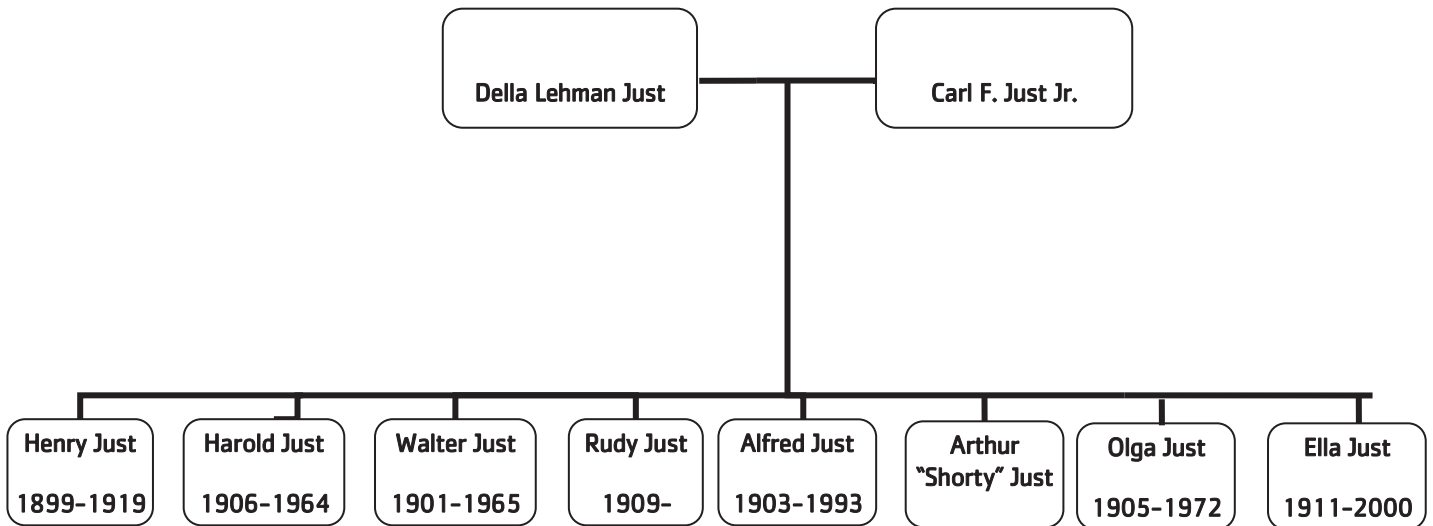 Della Lehman Just
Carl F. Just Jr.
Henry Just
1899-1919
Harold Just
1906-1964
Walter Just
1901-1965
Rudy Just
1909-
Alfred Just
1903-1993
Arthur
"Shorty" Just
Olga Just
1905-1972
Ella Just
1911-2000